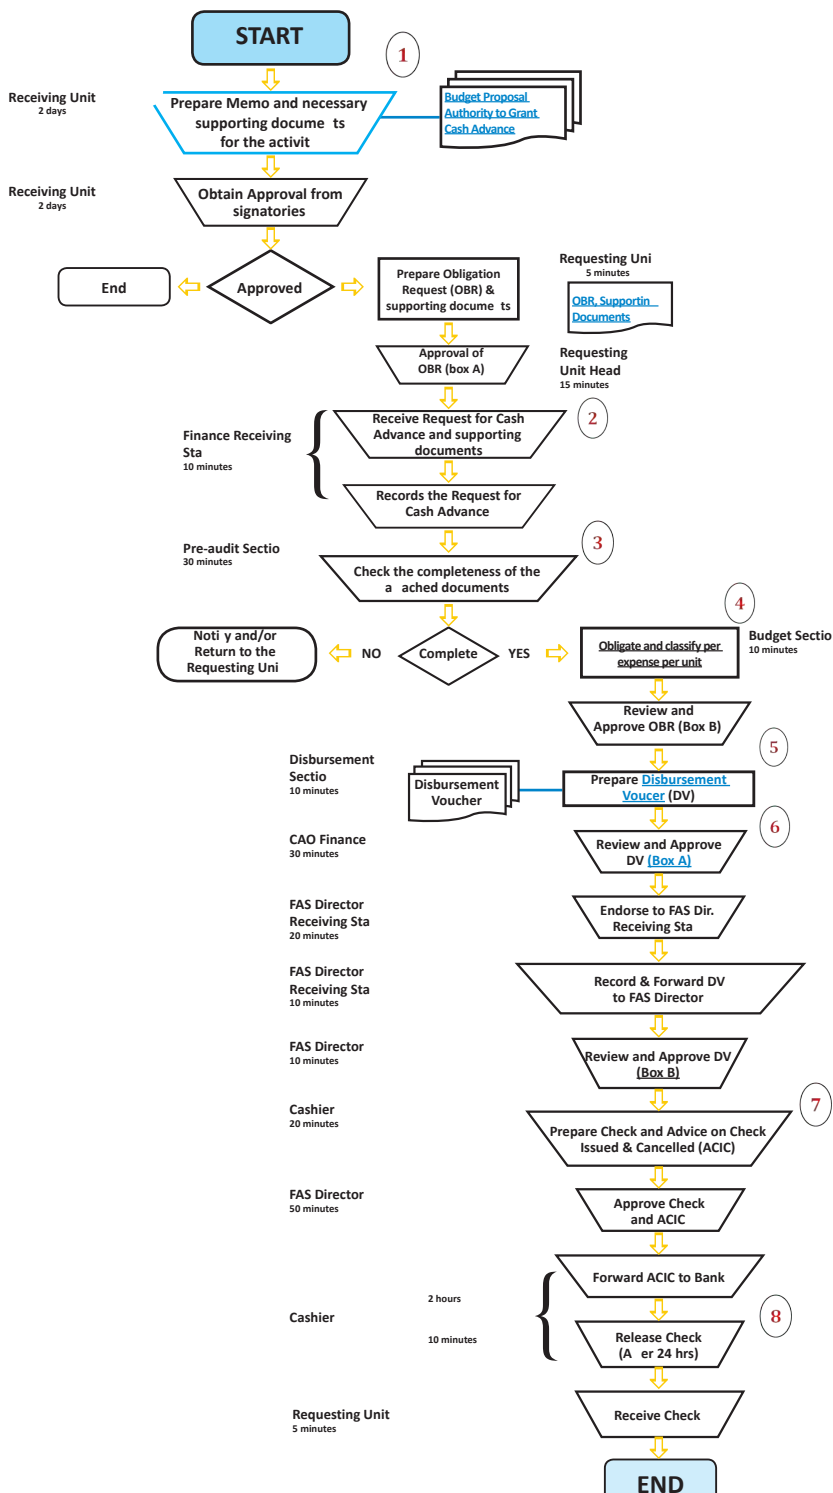 START
1
Receiving Unit
2 days
Prepare Memo and necessary
supporting docume ts
for the activit
Budget Proposal
Authority to Grant
Cash Advance
Receiving Unit
2 days
Obtain Approval from
signatories
End
Approved
Prepare Obligation
Request (OBR) &
supporting docume ts
Requesting Uni
5 minutes
OBR, Supportin
Documents
Approval of
OBR (box A)
Requesting
Unit Head
15 minutes
2
Finance Receiving
Sta
10 minutes
Receive Request for Cash
Advance and supporting
documents
Records the Request for
Cash Advance
3
Pre-audit Sectio
30 minutes
Check the completeness of the
a ached documents
4
Noti y and/or
Return to the
Requesting Uni
NO
Complete
YES
Obligate and classify per
expense per unit
Budget Sectio
10 minutes
Review and
Approve OBR (Box B)
5
Disbursement
Sectio
10 minutes
Disbursement
Voucher
Prepare Disbursement
Voucer (DV)
6
CAO Finance
30 minutes
Review and Approve
DV (Box A)
FAS Director
Receiving Sta
20 minutes
Endorse to FAS Dir.
Receiving Sta
FAS Director
Receiving Sta
10 minutes
Record & Forward DV
to FAS Director
FAS Director
10 minutes
Review and Approve DV
(Box B)
7
Cashier
20 minutes
Prepare Check and Advice on Check
Issued & Cancelled (ACIC)
FAS Director
50 minutes
Approve Check
and ACIC
Forward ACIC to Bank
2 hours
Cashier
8
10 minutes
Release Check
(A er 24 hrs)
Requesting Unit
5 minutes
Receive Check
END